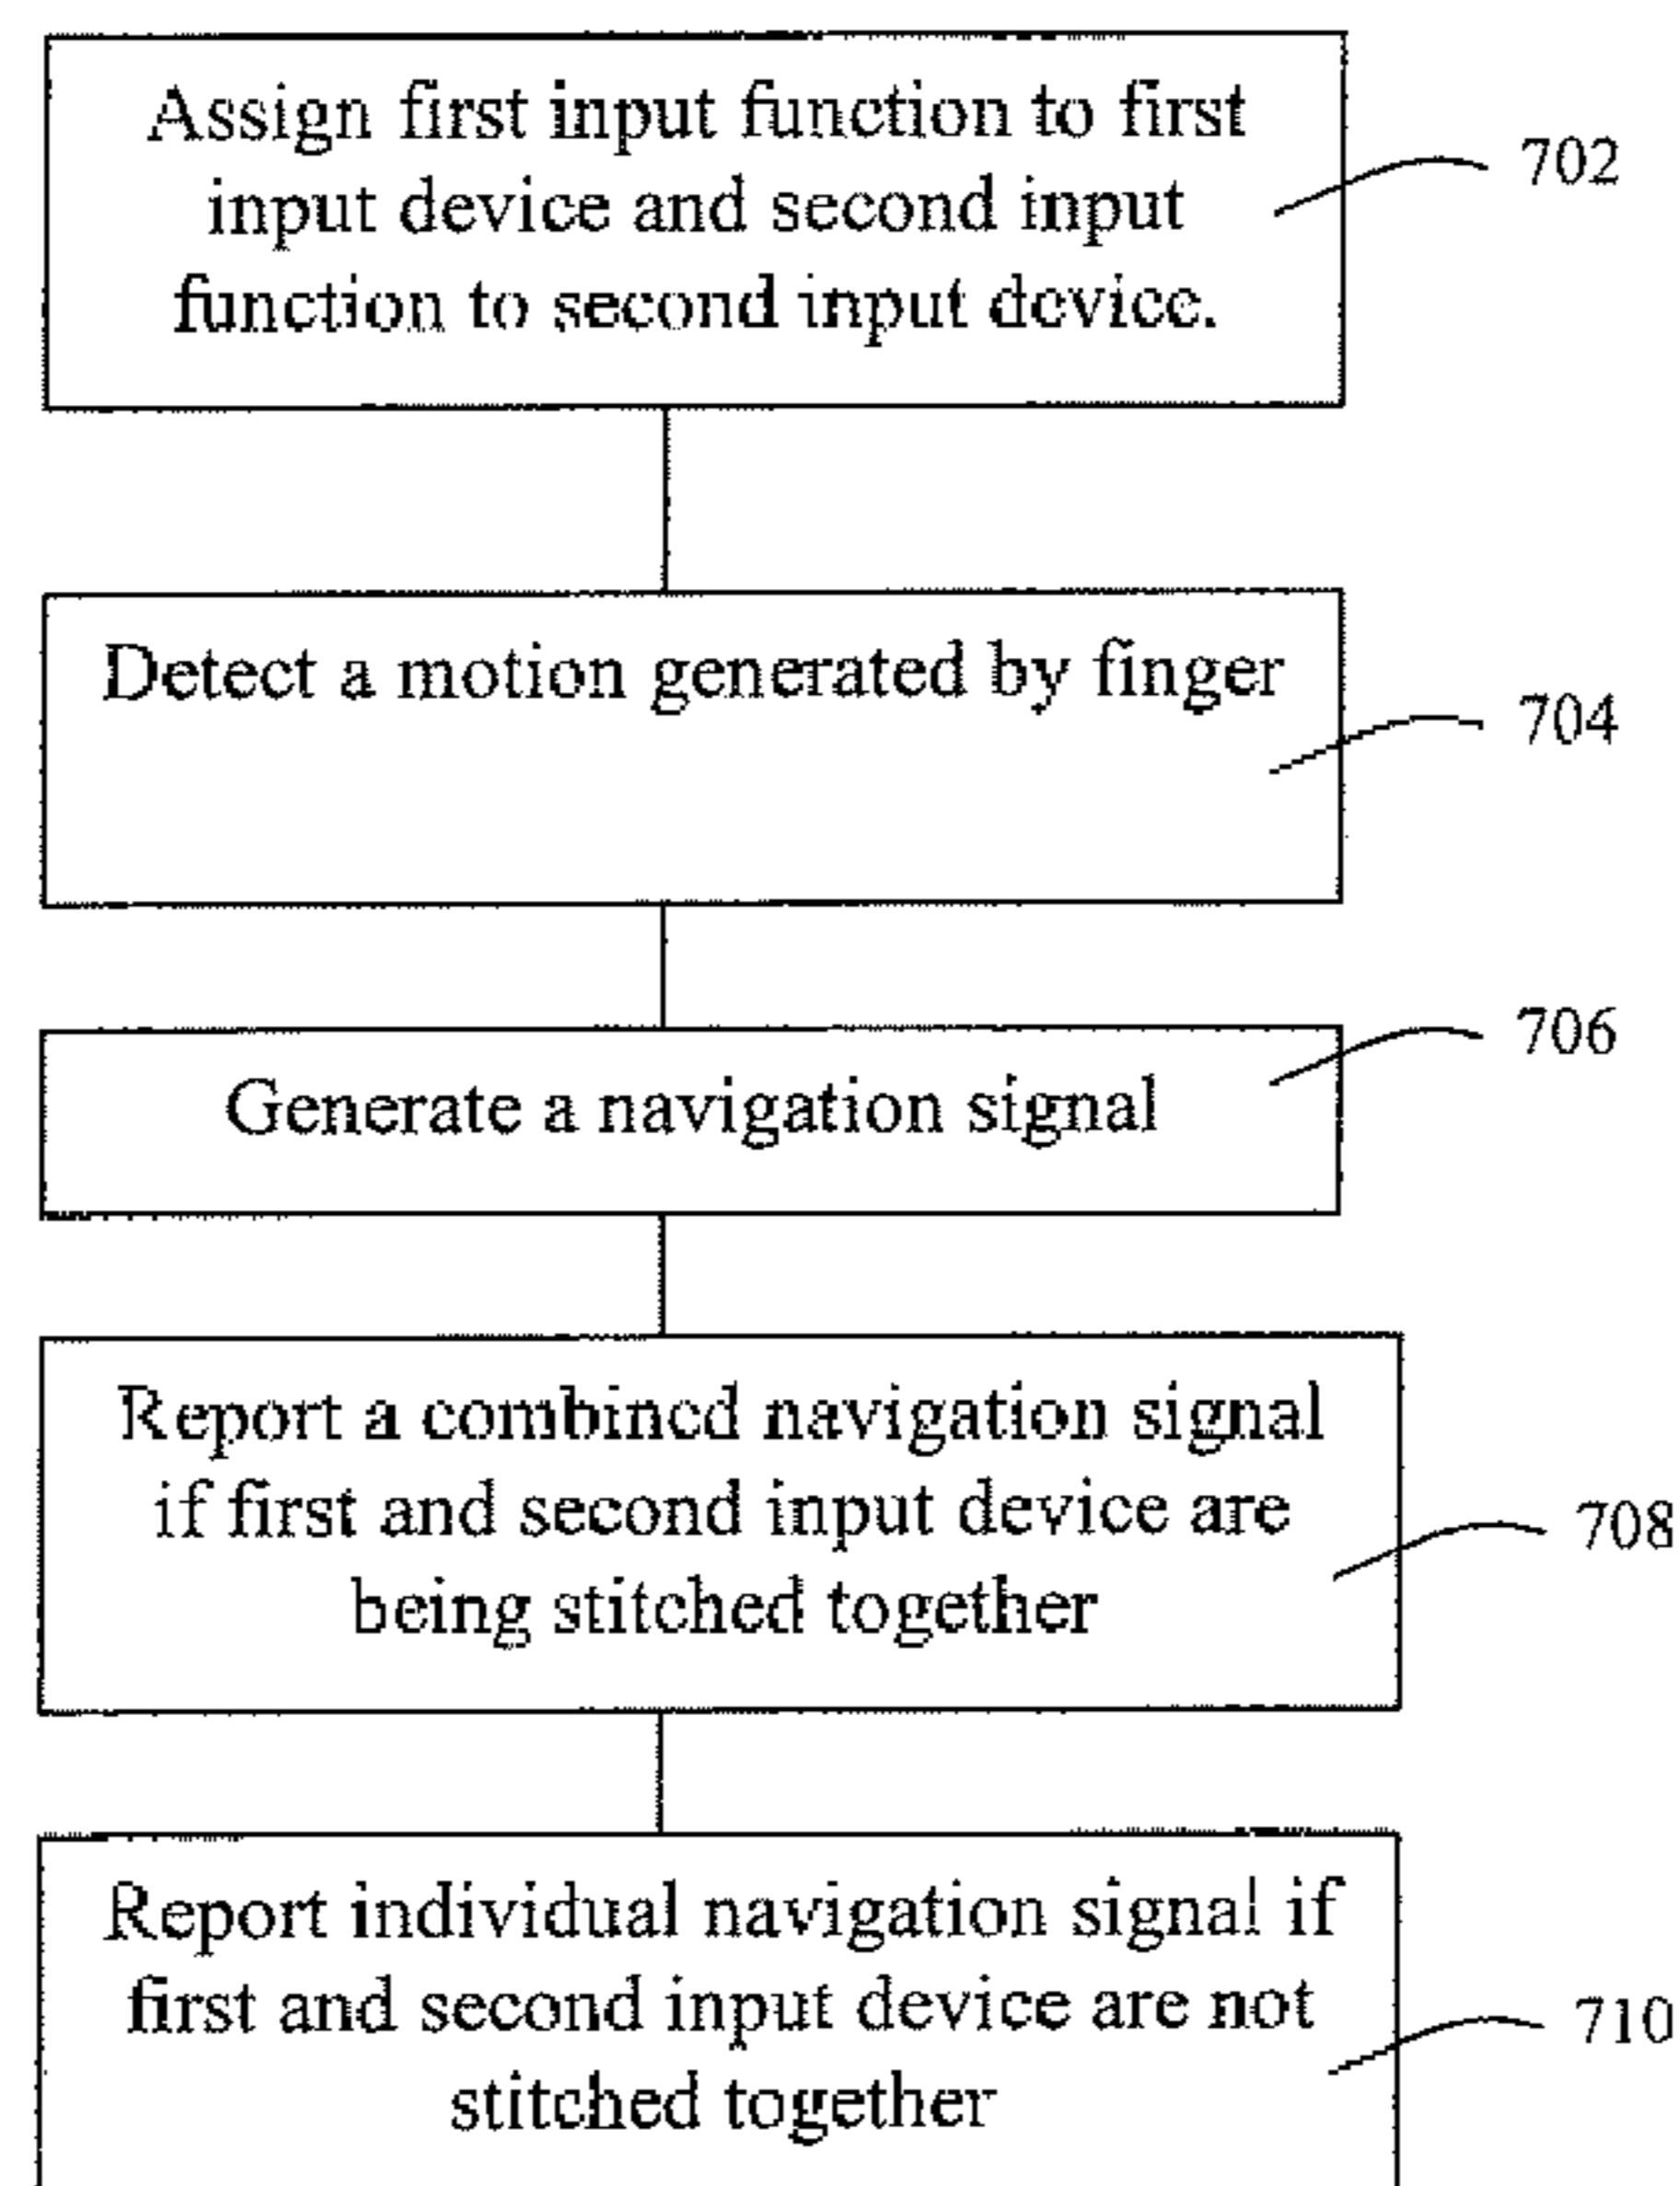 Assign first input function to first
input device and second input
function to second input device.
702
Detect a motion generated by finger
704
Generate a navigation signal
706
Report a combined navigation signal
if first and second input device are
being stitched together
708
Report individual navigation signal if
first and second input device are not
stitched together
710